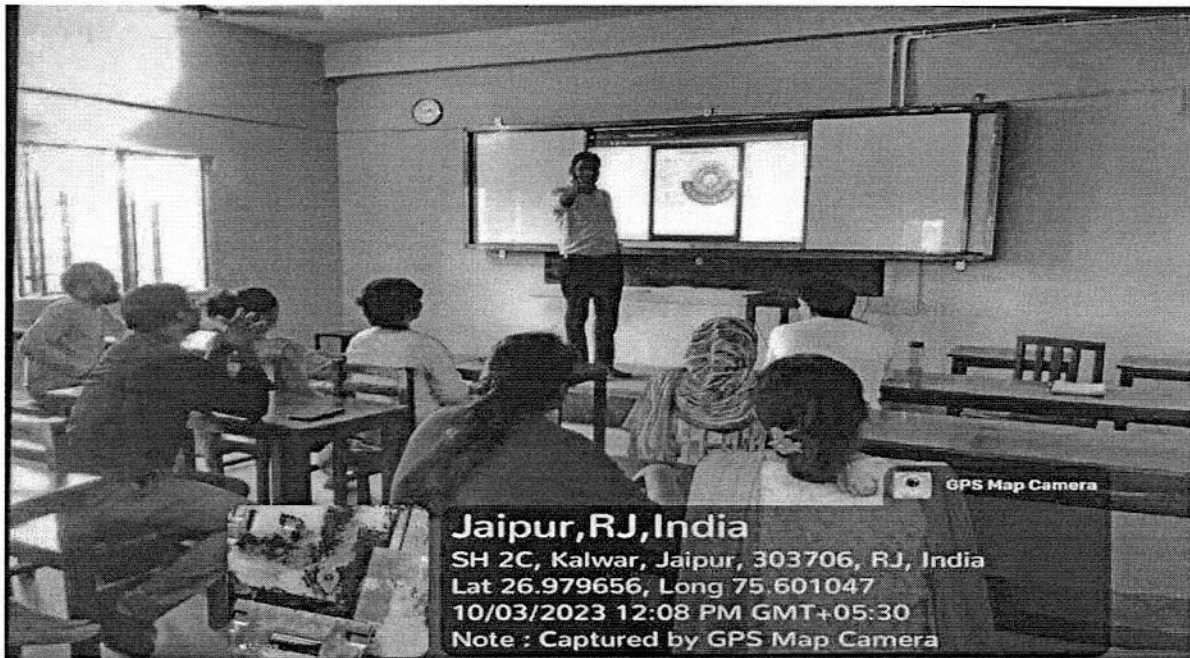 GPS Map Camera
Jaipur,RJ,India
SH 2C, Kalwar, Jaipur, 303706, RJ, India
Lat 26.979656, Long 75.601047
10/03/2023 12:08 PM GMT+05:30
Note : Captured by GPS Map Camera